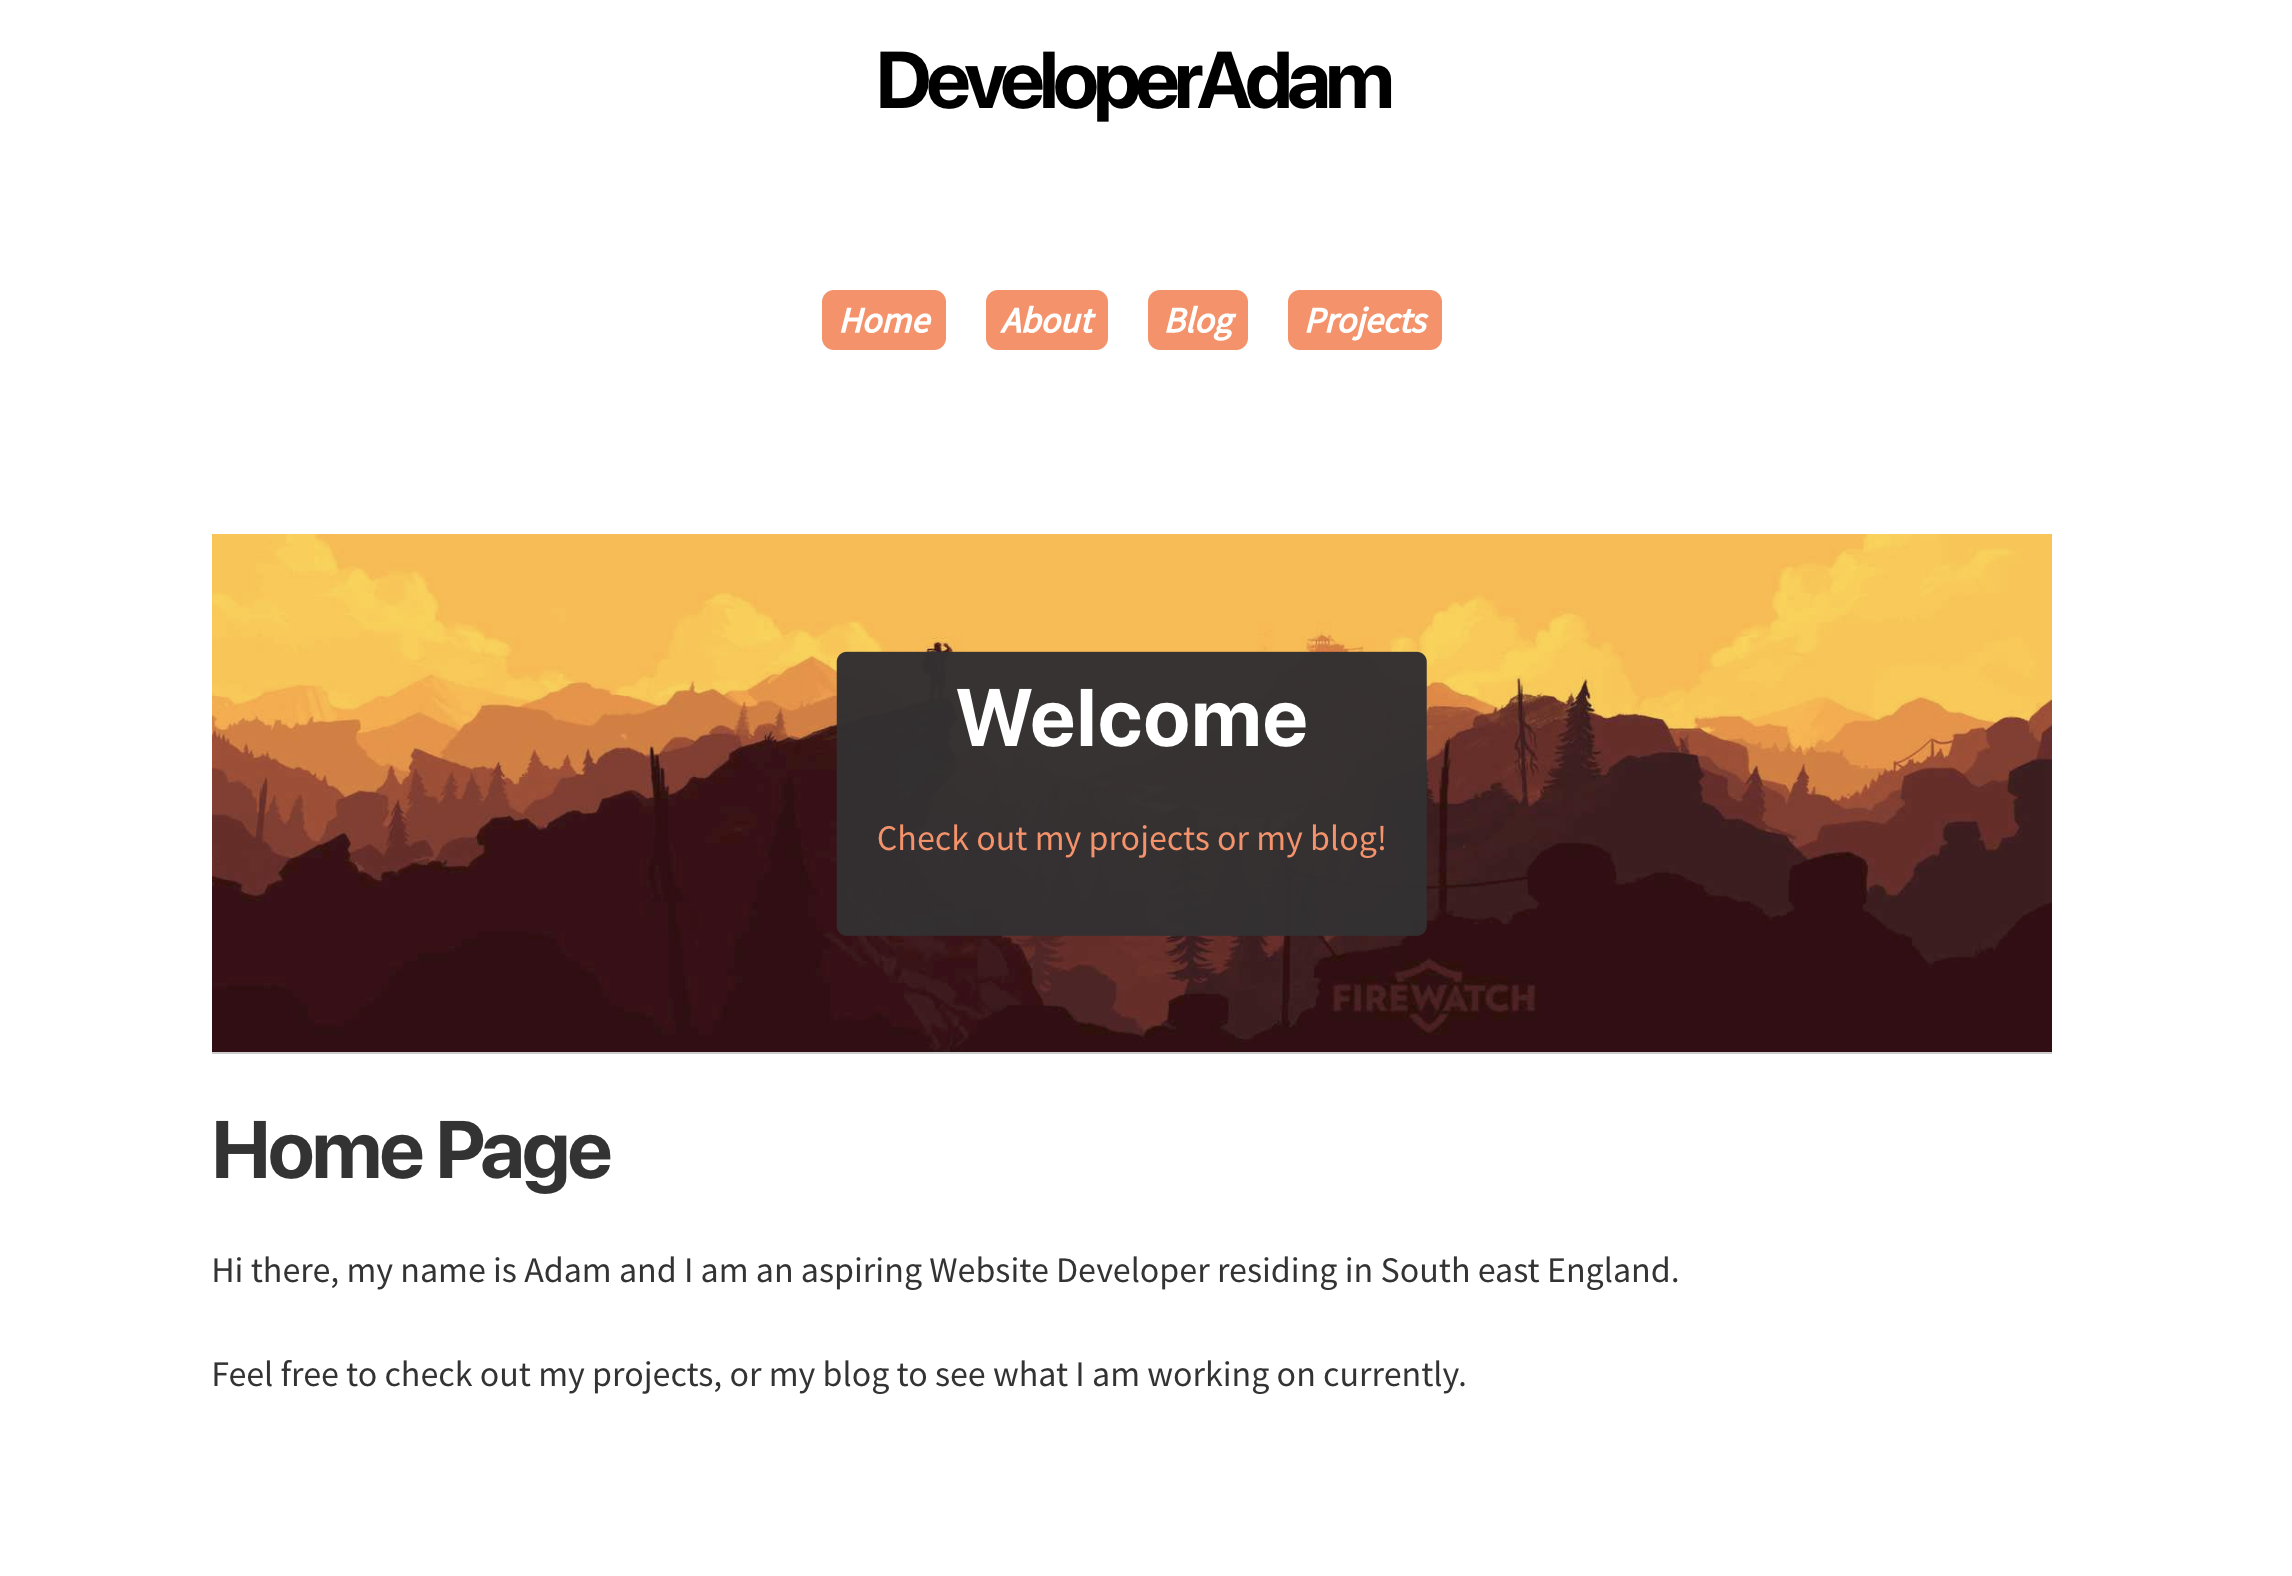 DeveloperAdam
Home About Blog Projects
Welcome
Check out my projects or my blog!
FIREWATCH
Home Page
Hi there, my name is Adam and I am an aspiring Website Developer residing in South east England.
Feel free to check out my projects, or my blog to see what I am working on currently.